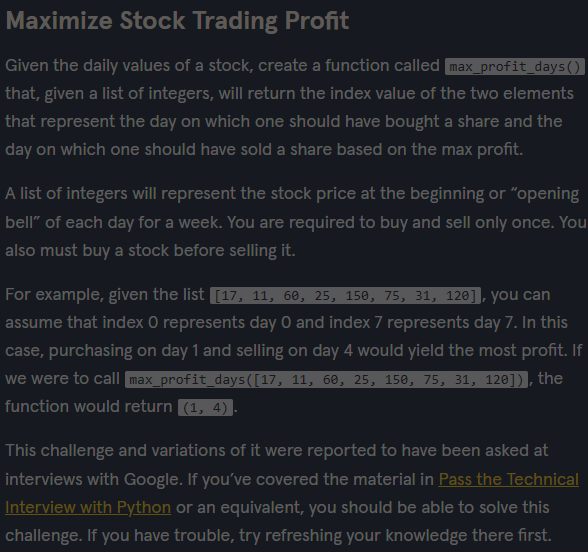 Maximize Stock Trading Profit
Given the daily values of a stock, create a function called max_profit_days()
that, given a list of integers, will return the index value of the two elements
that represent the day on which one should have bought a share and the
day on which one should have sold a share based on the max profit.
A list of integers will represent the stock price at the beginning or “opening
bell” of each day for a week. You are required to buy and sell only once. You
also must buy a stock before selling it.
For example, given the list [17, 11, 60, 25, 150, 75, 31, 120], you can
assume that index 0 represents day 0 and index 7 represents day 7. In this
case, purchasing on day 1 and selling on day 4 would yield the most profit. If
we were to call max_profit_days([17, 11, 60, 25, 150, 75, 31, 120]), the
function would return (1, 4).
This challenge and variations of it were reported to have been asked at
interviews with Google. If you’ve covered the material in Pass the Technical
Interview with Python or an equivalent, you should be able to solve this
challenge. If you have trouble, try refreshing your knowledge there first.